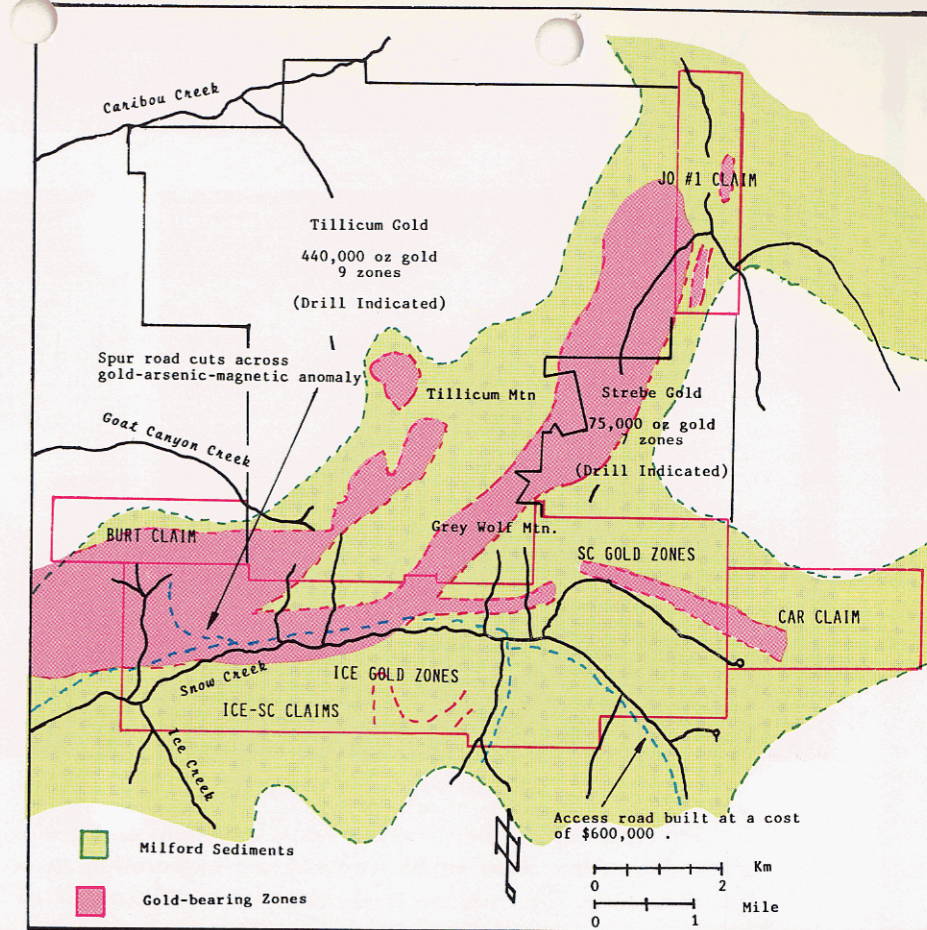 Caribou Creek
JO #1 CLAIM
Tillicum Gold
440,000 oz gold
9 zones
(Drill Indicated)
Spur road cuts across
gold-arsenic-magnetic anomaly
Tillicum Mtn
Strebe Gold
75,000 oz gold
7 zones
(Drill Indicated)
Goat Canyon Creek
BURT CLAIM
Grey Wolf Mtn.
SC GOLD ZONES
CAR CLAIM
Snow Creek
ICE GOLD ZONES
ICE-SC CLAIMS
Ice Creek
Access road built at a cost
of $600,000 .
Milford Sediments
Gold-bearing Zones
Km
0 2
Mile
0 1